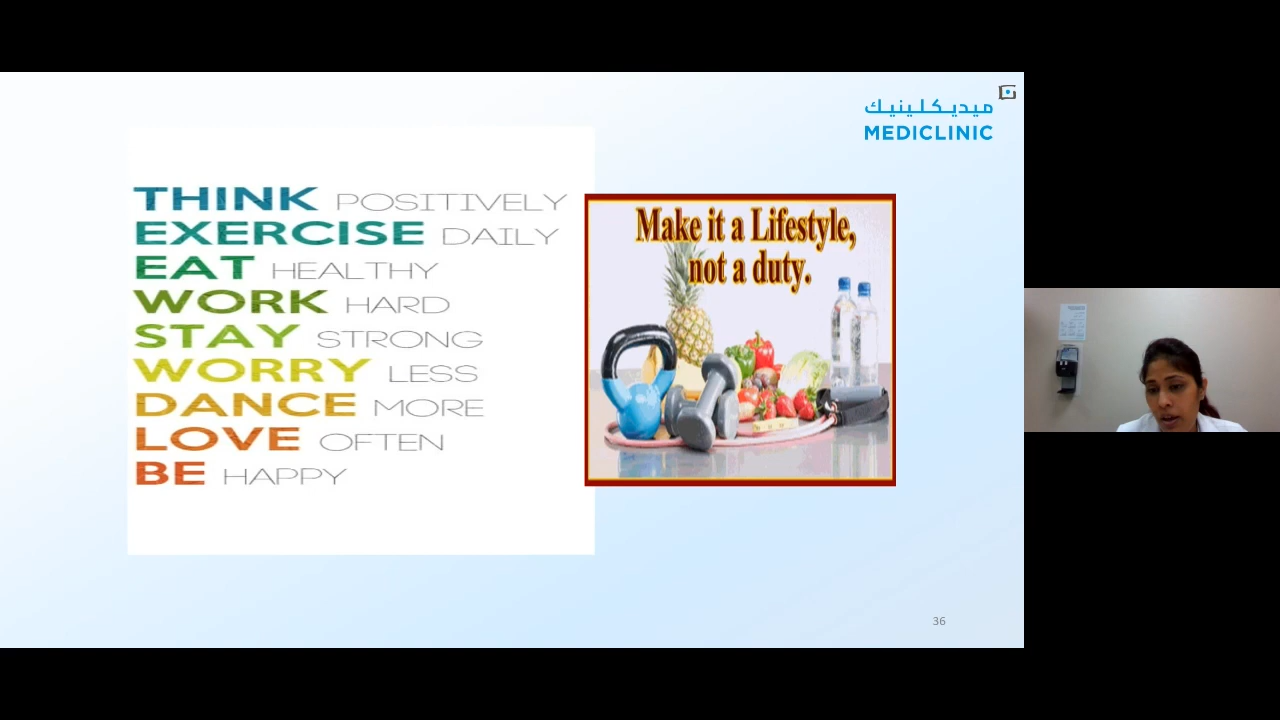 ميديكلينيك
MEDICLINIC
THINK POSITIVELY
EXERCISE DAILY
EAT HEALTHY
WORK HARD
STAY STRONG
WORRY LESS
DANCE MORE
LOVE OFTEN
BE HAPPY
Make it a Lifestyle,
not a duty.
36